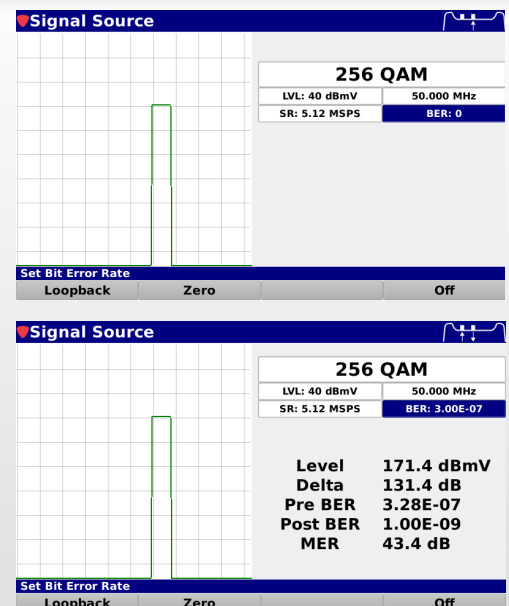 Signal Source
256 QAM
LVL: 40 dBmV 50.000 MHz
SR: 5.12 MSPS BER: 0
Set Bit Error Rate
Loopback Zero Off
Signal Source
256 QAM
LVL: 40 dBmV 50.000 MHz
SR: 5.12 MSPS BER: 3.00E-07
Level 171.4 dBmV
Delta 131.4 dB
Pre BER 3.28E-07
Post BER 1.00E-09
MER 43.4 dB
Set Bit Error Rate
Loopback Zero Off